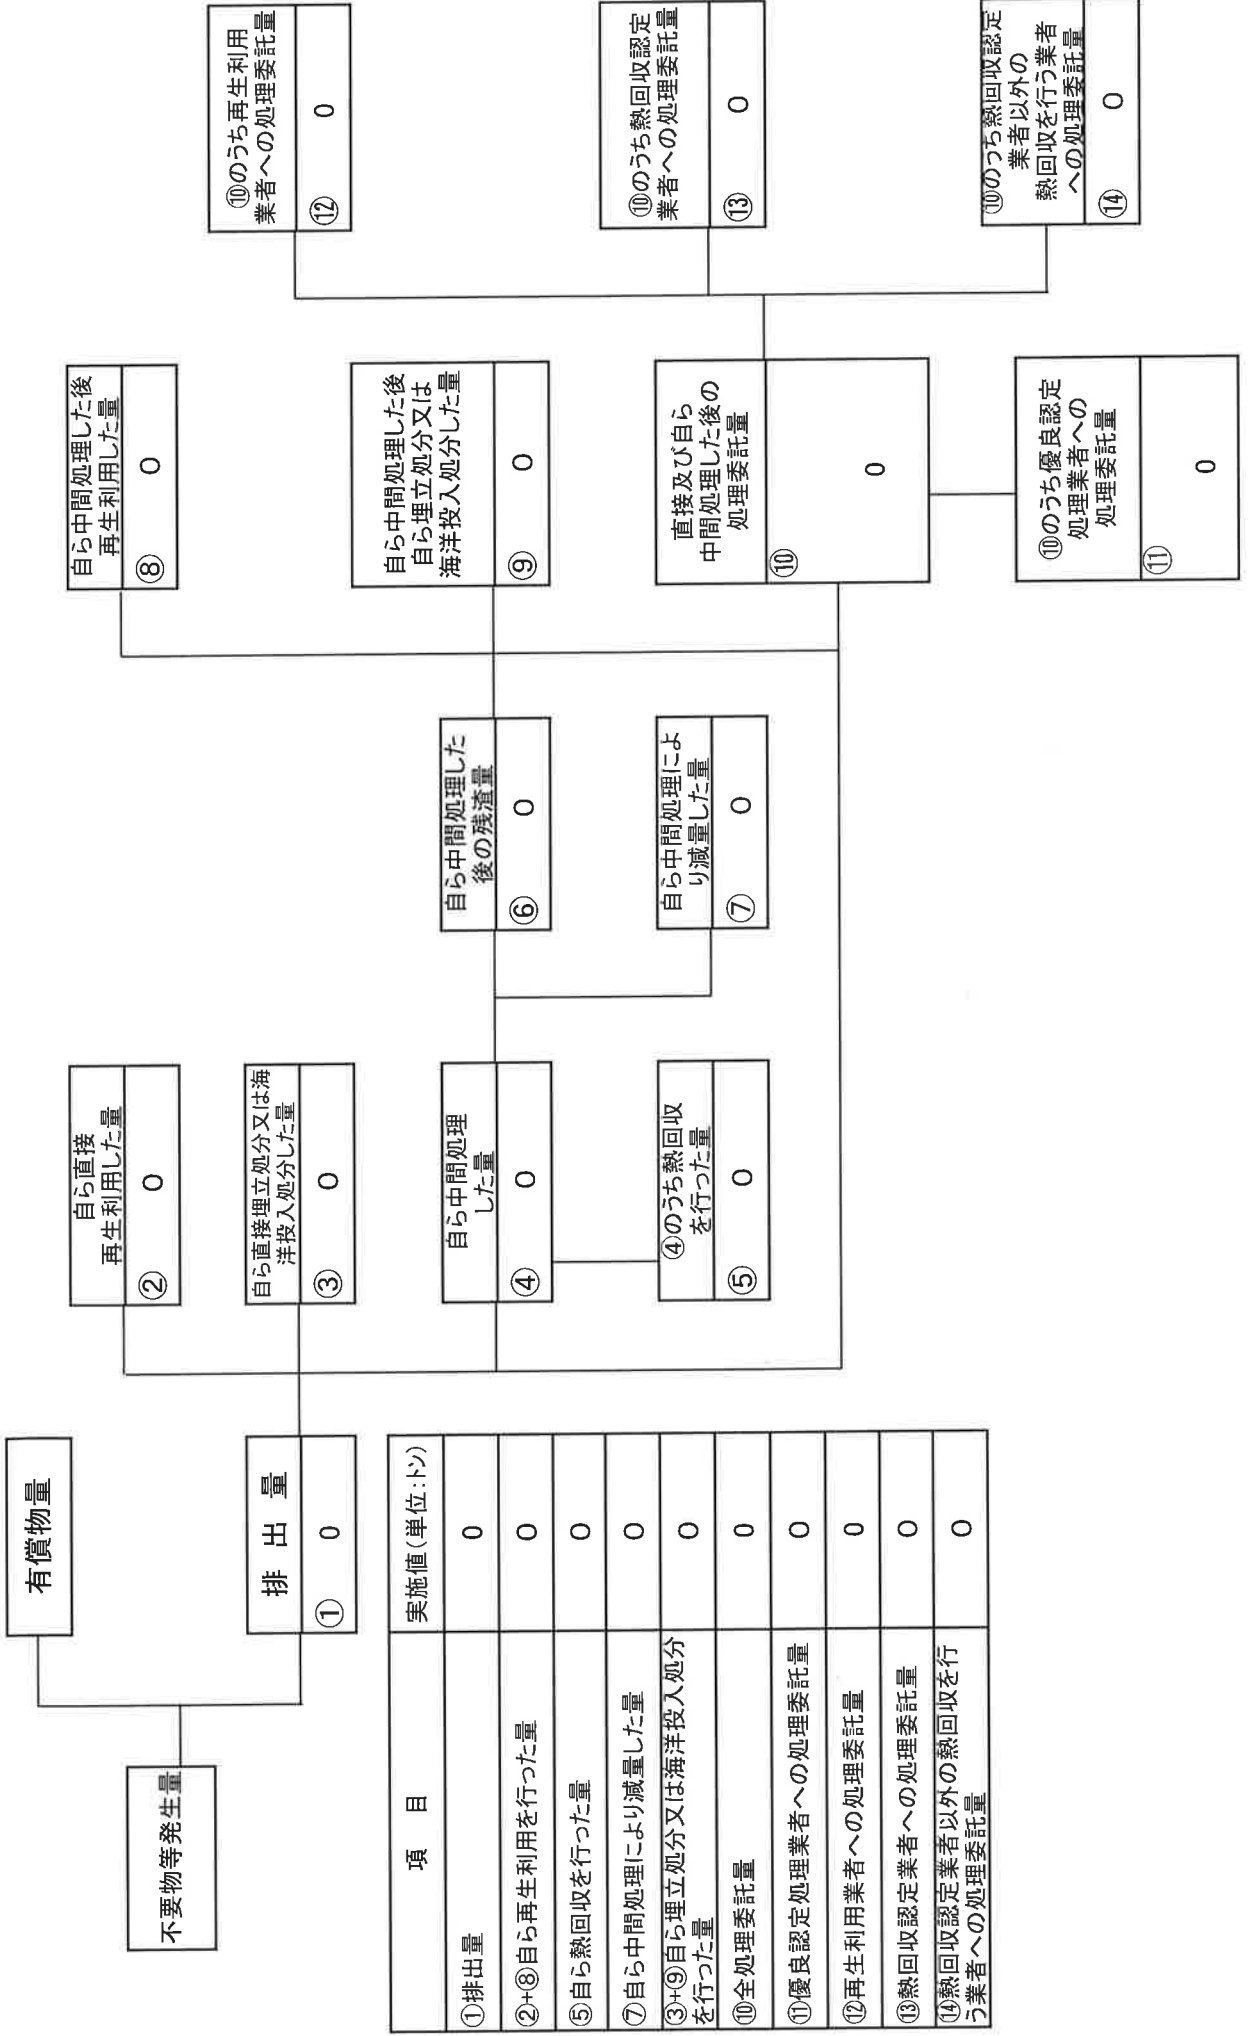 不要物等発生量
有償物量
排 出 量
① 0
自ら直接
再生利用した量
② 0
自ら直接埋立処分又は海
洋投入処分した量
③ 0
自ら中間処理
した量
④ 0
④のうち熱回収
を行った量
⑤ 0
自ら中間処理した
後の残渣量
⑥ 0
自ら中間処理によ
り減量した量
⑦ 0
自ら中間処理した後
再生利用した量
⑧ 0
自ら中間処理した後
自ら埋立処分又は
海洋投入処分した量
⑨ 0
直接及び自ら
中間処理した後の
処理委託量
⑩ 0
⑩のうち優良認定
処理業者への
処理委託量
⑪ 0
⑩のうち再生利用
業者への処理委託量
⑫ 0
⑩のうち熱回収認定
業者への処理委託量
⑬ 0
⑩のうち熱回収認定
業者以外の
熱回収を行う業者
への処理委託量
⑭ 0
項 目 実施値(単位:トン)
①排出量 0
②+⑧自ら再生利用を行った量 0
⑤自ら熱回収を行った量 0
⑦自ら中間処理により減量した量 0
③+⑨自ら埋立処分又は海洋投入処分
を行った量 0
⑩全処理委託量 0
⑪優良認定処理業者への処理委託量 0
⑫再生利用業者への処理委託量 0
⑬熱回収認定業者への処理委託量 0
⑭熱回収認定業者以外の熱回収を行
う業者への処理委託量 0